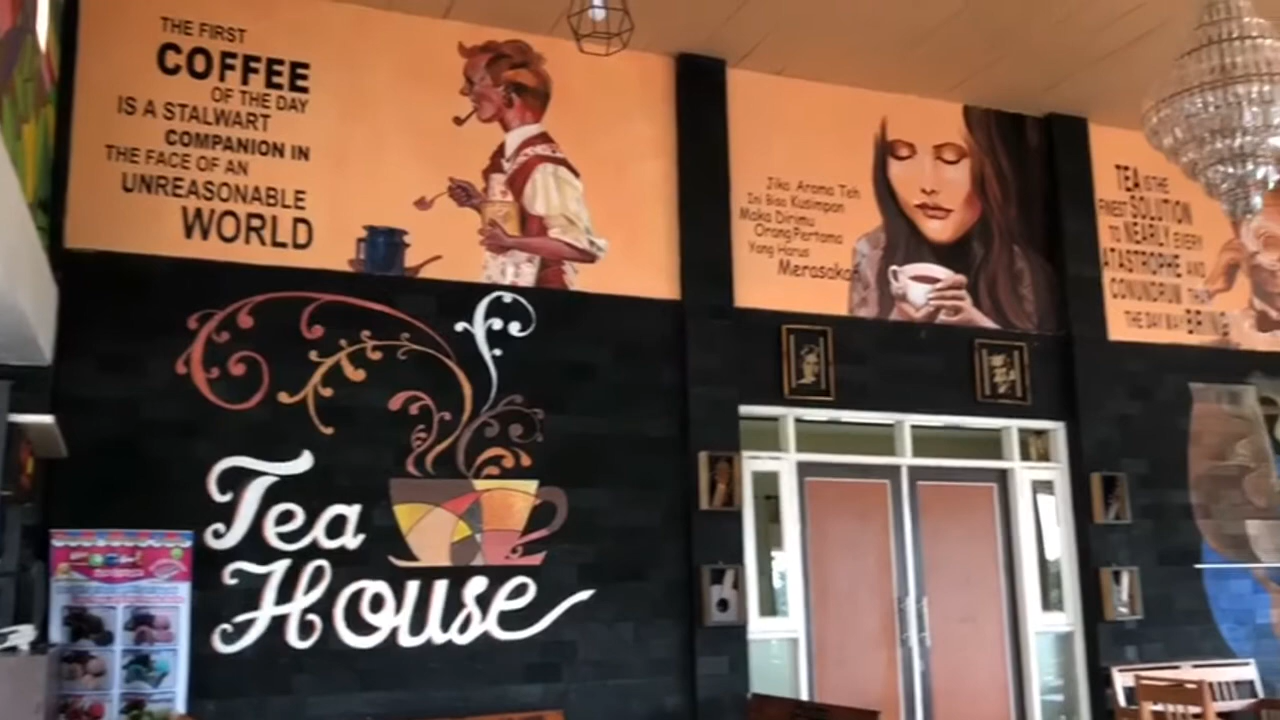 THE FIRST
COFFEE
OF THE DAY
IS A STALWART
COMPANION IN
THE FACE OF AN
UNREASONABLE
WORLD
Jika Aroma Teh
Ini Bisa Kusimpan
Maka Dirimu
Orang Pertama
Yang Harus
Merasakan
TEA IS THE
FINEST SOLUTION
TO NEARLY EVERY
CATASTROPHE AND
CONUNDRUM THAT
THE DAY MAY BRING
Tea
House